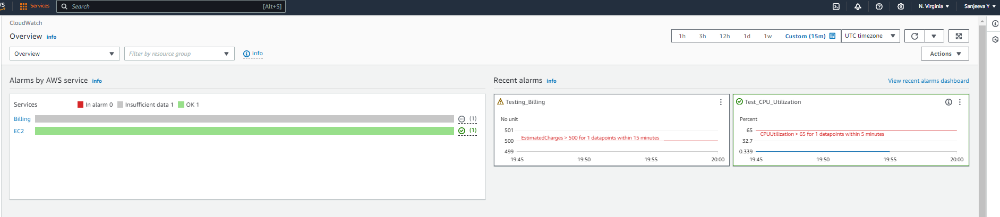 Services
Search
[Alt+S]
N. Virginia
Sanjeeva Y
CloudWatch
Overview info
1h 3h 12h 1d 1w Custom (15m) UTC timezone
Overview
Filter by resource group
info
Actions
Alarms by AWS service info
Services In alarm 0 Insufficient data 1 OK 1
Billing (1)
EC2 (1)
Recent alarms info
View recent alarms dashboard
Testing_Billing
No unit
501
EstimatedCharges > 500 for 1 datapoints within 15 minutes
500
499
19:45 19:50 19:55 20:00
Test_CPU_Utilization
Percent
65
CPUUtilization > 65 for 1 datapoints within 5 minutes
32.7
0.339
19:45 19:50 19:55 20:00